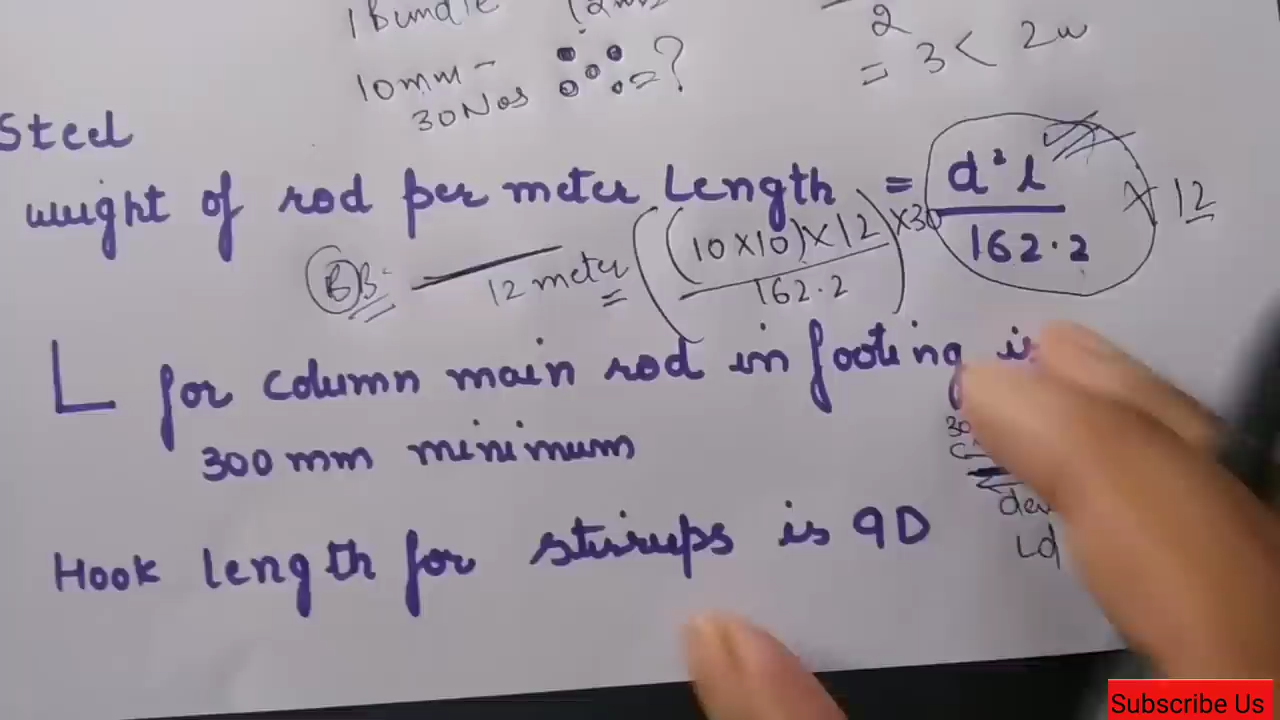 1 Bundle
10mm - = ?
30Nos
2
= 3 < 2w
Steel
weight of rod per meter Length = d²l / 162.2 × 12
BBS 12 meter ((10×10)×12 / 162.2) ×30
L for column main rod in footing is
300mm minimum
Hook length for stirrups is 9D
30
Ld
Subscribe Us